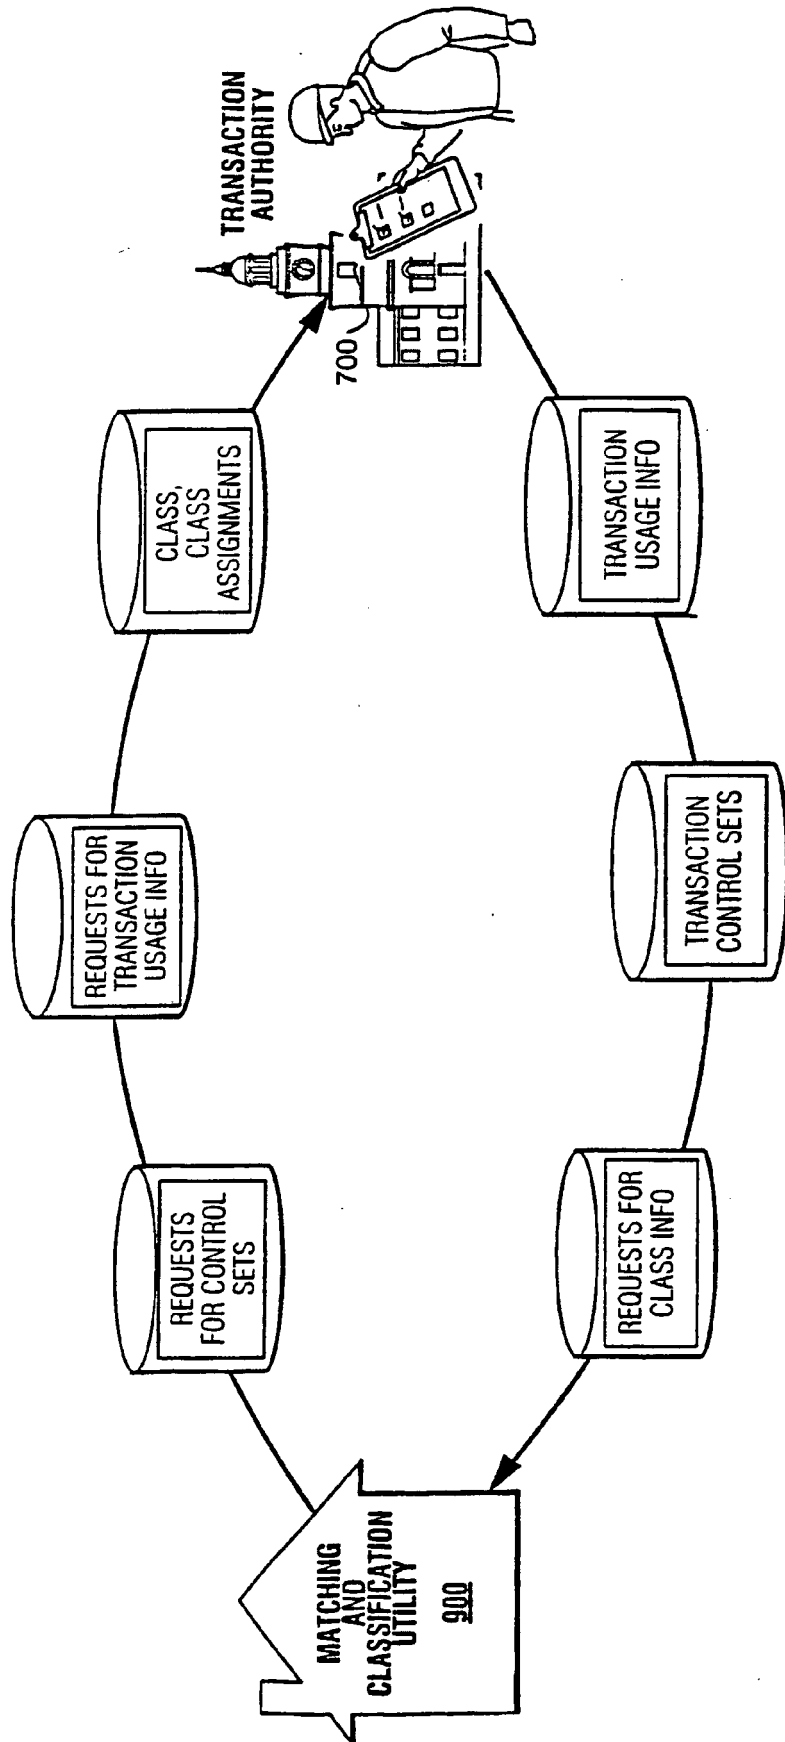 REQUESTS
FOR CONTROL
SETS
REQUESTS FOR
TRANSACTION
USAGE INFO
CLASS,
CLASS
ASSIGNMENTS
TRANSACTION
AUTHORITY
700
MATCHING
AND
CLASSIFICATION
UTILITY
900
REQUESTS FOR
CLASS INFO
TRANSACTION
CONTROL SETS
TRANSACTION
USAGE INFO